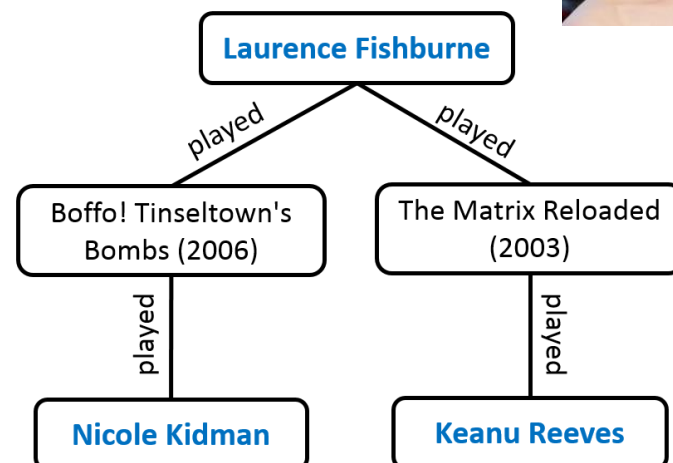 Laurence Fishburne
played
played
Boffo! Tinseltown's
Bombs (2006)
The Matrix Reloaded
(2003)
played
played
Nicole Kidman
Keanu Reeves